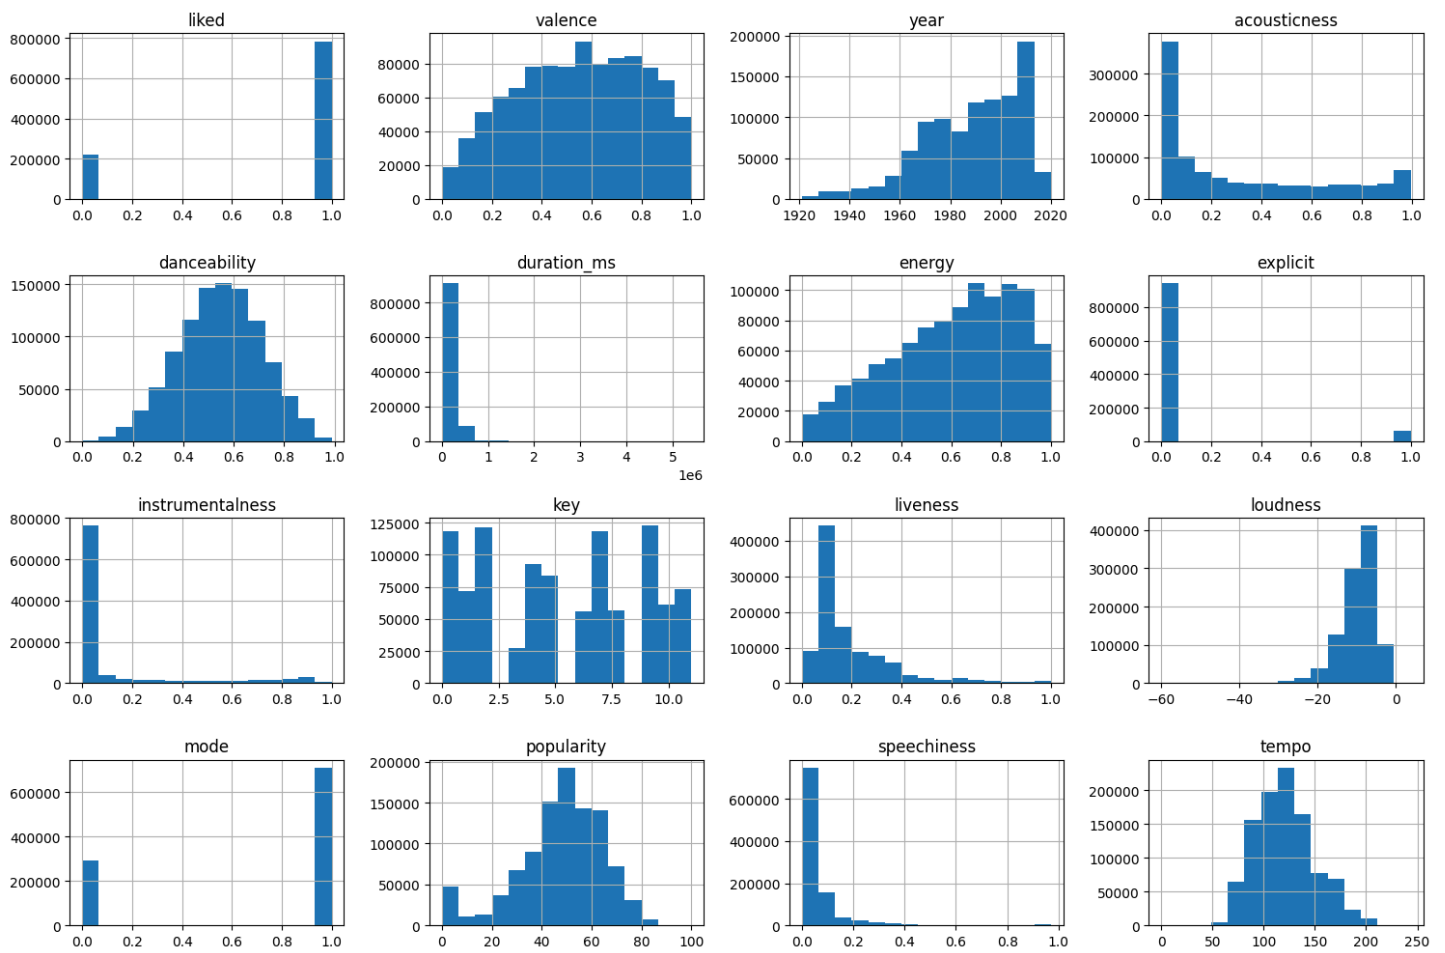 liked
800000
600000
400000
200000
0
0.0 0.2 0.4 0.6 0.8 1.0
valence
80000
60000
40000
20000
0
0.0 0.2 0.4 0.6 0.8 1.0
year
200000
150000
100000
50000
0
1920 1940 1960 1980 2000 2020
acousticness
300000
200000
100000
0
0.0 0.2 0.4 0.6 0.8 1.0
danceability
150000
100000
50000
0
0.0 0.2 0.4 0.6 0.8 1.0
duration_ms
800000
600000
400000
200000
0
0 1 2 3 4 5
1e6
energy
100000
80000
60000
40000
20000
0
0.0 0.2 0.4 0.6 0.8 1.0
explicit
800000
600000
400000
200000
0
0.0 0.2 0.4 0.6 0.8 1.0
instrumentalness
800000
600000
400000
200000
0
0.0 0.2 0.4 0.6 0.8 1.0
key
125000
100000
75000
50000
25000
0
0.0 2.5 5.0 7.5 10.0
liveness
400000
300000
200000
100000
0
0.0 0.2 0.4 0.6 0.8 1.0
loudness
400000
300000
200000
100000
0
−60 −40 −20 0
mode
600000
400000
200000
0
0.0 0.2 0.4 0.6 0.8 1.0
popularity
200000
150000
100000
50000
0
0 20 40 60 80 100
speechiness
600000
400000
200000
0
0.0 0.2 0.4 0.6 0.8 1.0
tempo
200000
150000
100000
50000
0
0 50 100 150 200 250